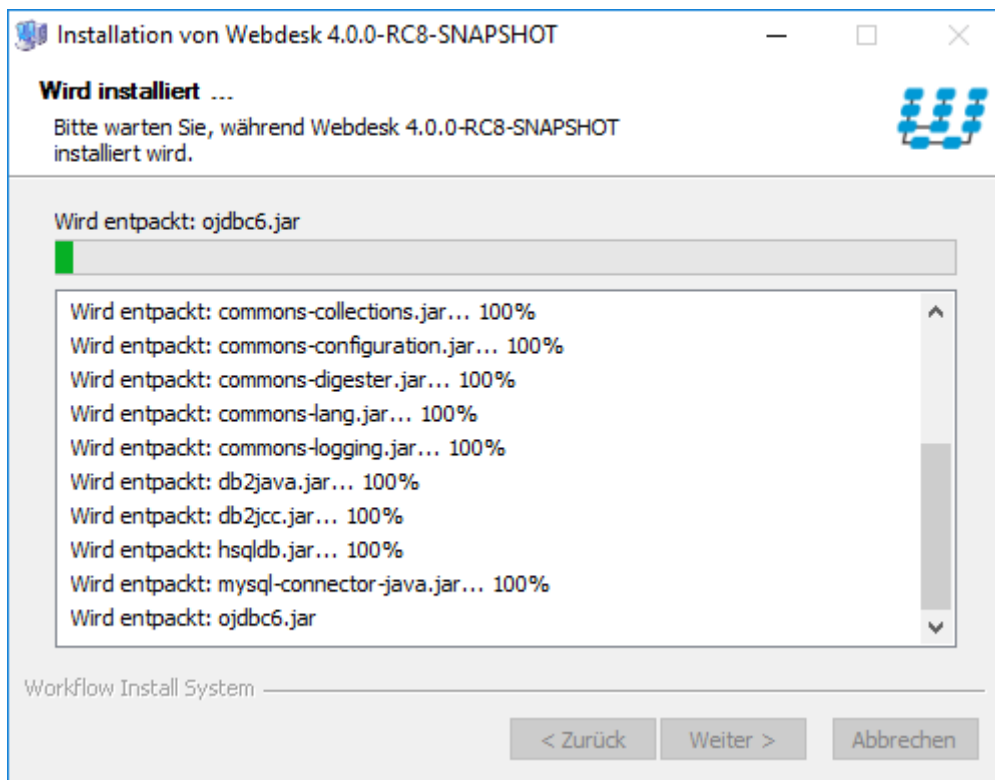 Installation von Webdesk 4.0.0-RC8-SNAPSHOT
Wird installiert ...
Bitte warten Sie, während Webdesk 4.0.0-RC8-SNAPSHOT
installiert wird.
Wird entpackt: ojdbc6.jar
Wird entpackt: commons-collections.jar... 100%
Wird entpackt: commons-configuration.jar... 100%
Wird entpackt: commons-digester.jar... 100%
Wird entpackt: commons-lang.jar... 100%
Wird entpackt: commons-logging.jar... 100%
Wird entpackt: db2java.jar... 100%
Wird entpackt: db2jcc.jar... 100%
Wird entpackt: hsqldb.jar... 100%
Wird entpackt: mysql-connector-java.jar... 100%
Wird entpackt: ojdbc6.jar
Workflow Install System
< Zurück
Weiter >
Abbrechen